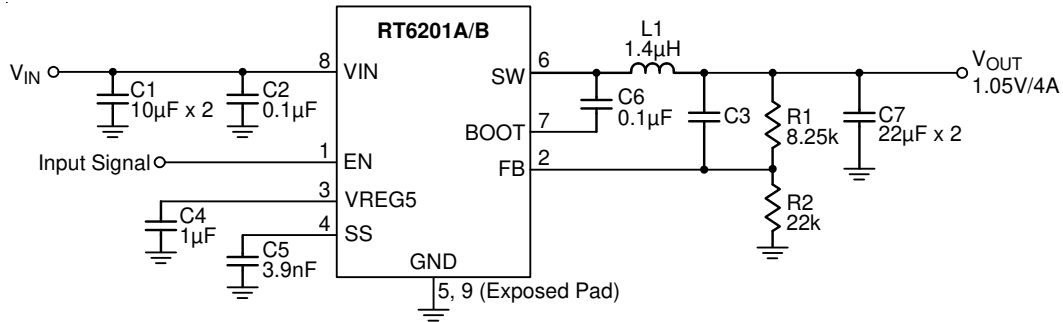 RT6201A/B
VIN
8
VIN
C1
10μF x 2
C2
0.1μF
Input Signal
1
EN
3
VREG5
C4
1μF
4
SS
C5
3.9nF
GND
5, 9 (Exposed Pad)
SW
6
L1
1.4μH
C6
0.1μF
BOOT
7
FB
2
C3
R1
8.25k
R2
22k
C7
22μF x 2
VOUT
1.05V/4A